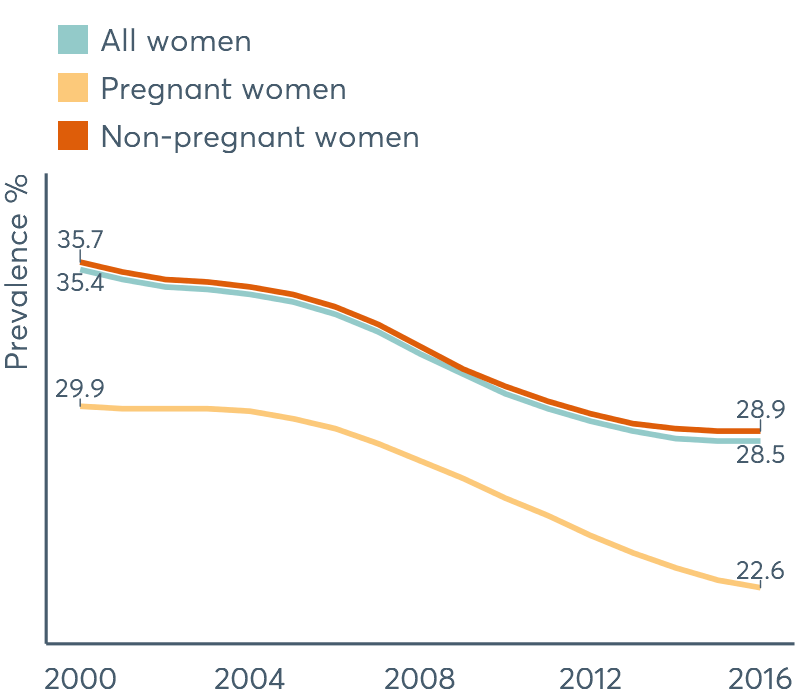 All women
Pregnant women
Non-pregnant women
Prevalence %
35.7
35.4
29.9
28.9
28.5
22.6
2000 2004 2008 2012 2016